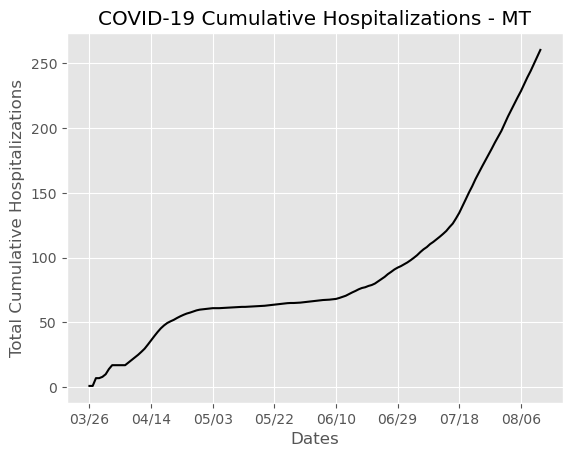 COVID-19 Cumulative Hospitalizations - MT
Total Cumulative Hospitalizations
250
200
150
100
50
0
03/26 04/14 05/03 05/22 06/10 06/29 07/18 08/06
Dates